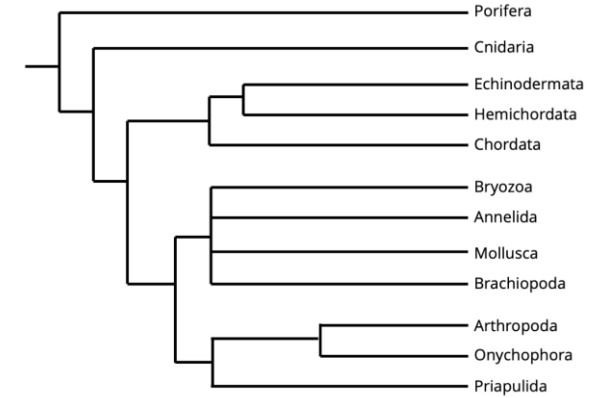 Porifera
Cnidaria
Echinodermata
Hemichordata
Chordata
Bryozoa
Annelida
Mollusca
Brachiopoda
Arthropoda
Onychophora
Priapulida